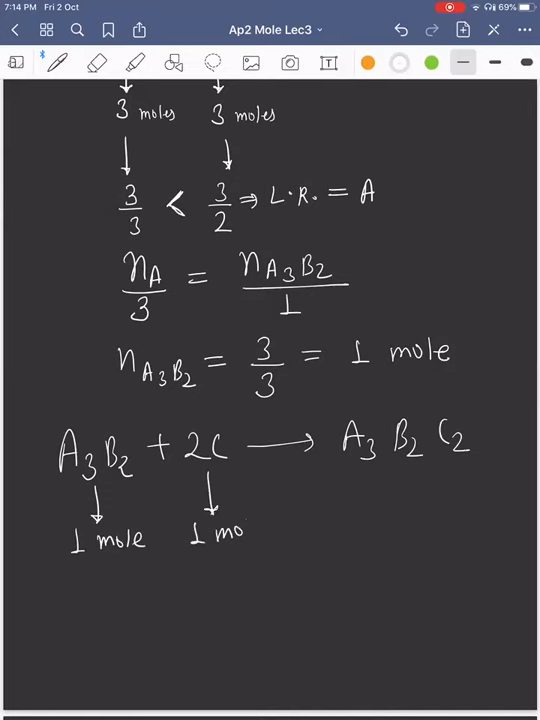 7:14 PM Fri 2 Oct 69%
Ap2 Mole Lec3
3 moles 3 moles
3/3 < 3/2 ⇒ L.R. = A
n_A/3 = n_A₃B₂/1
n_A₃B₂ = 3/3 = 1 mole
A₃B₂ + 2C ⟶ A₃B₂C₂
1 mole 1 mo